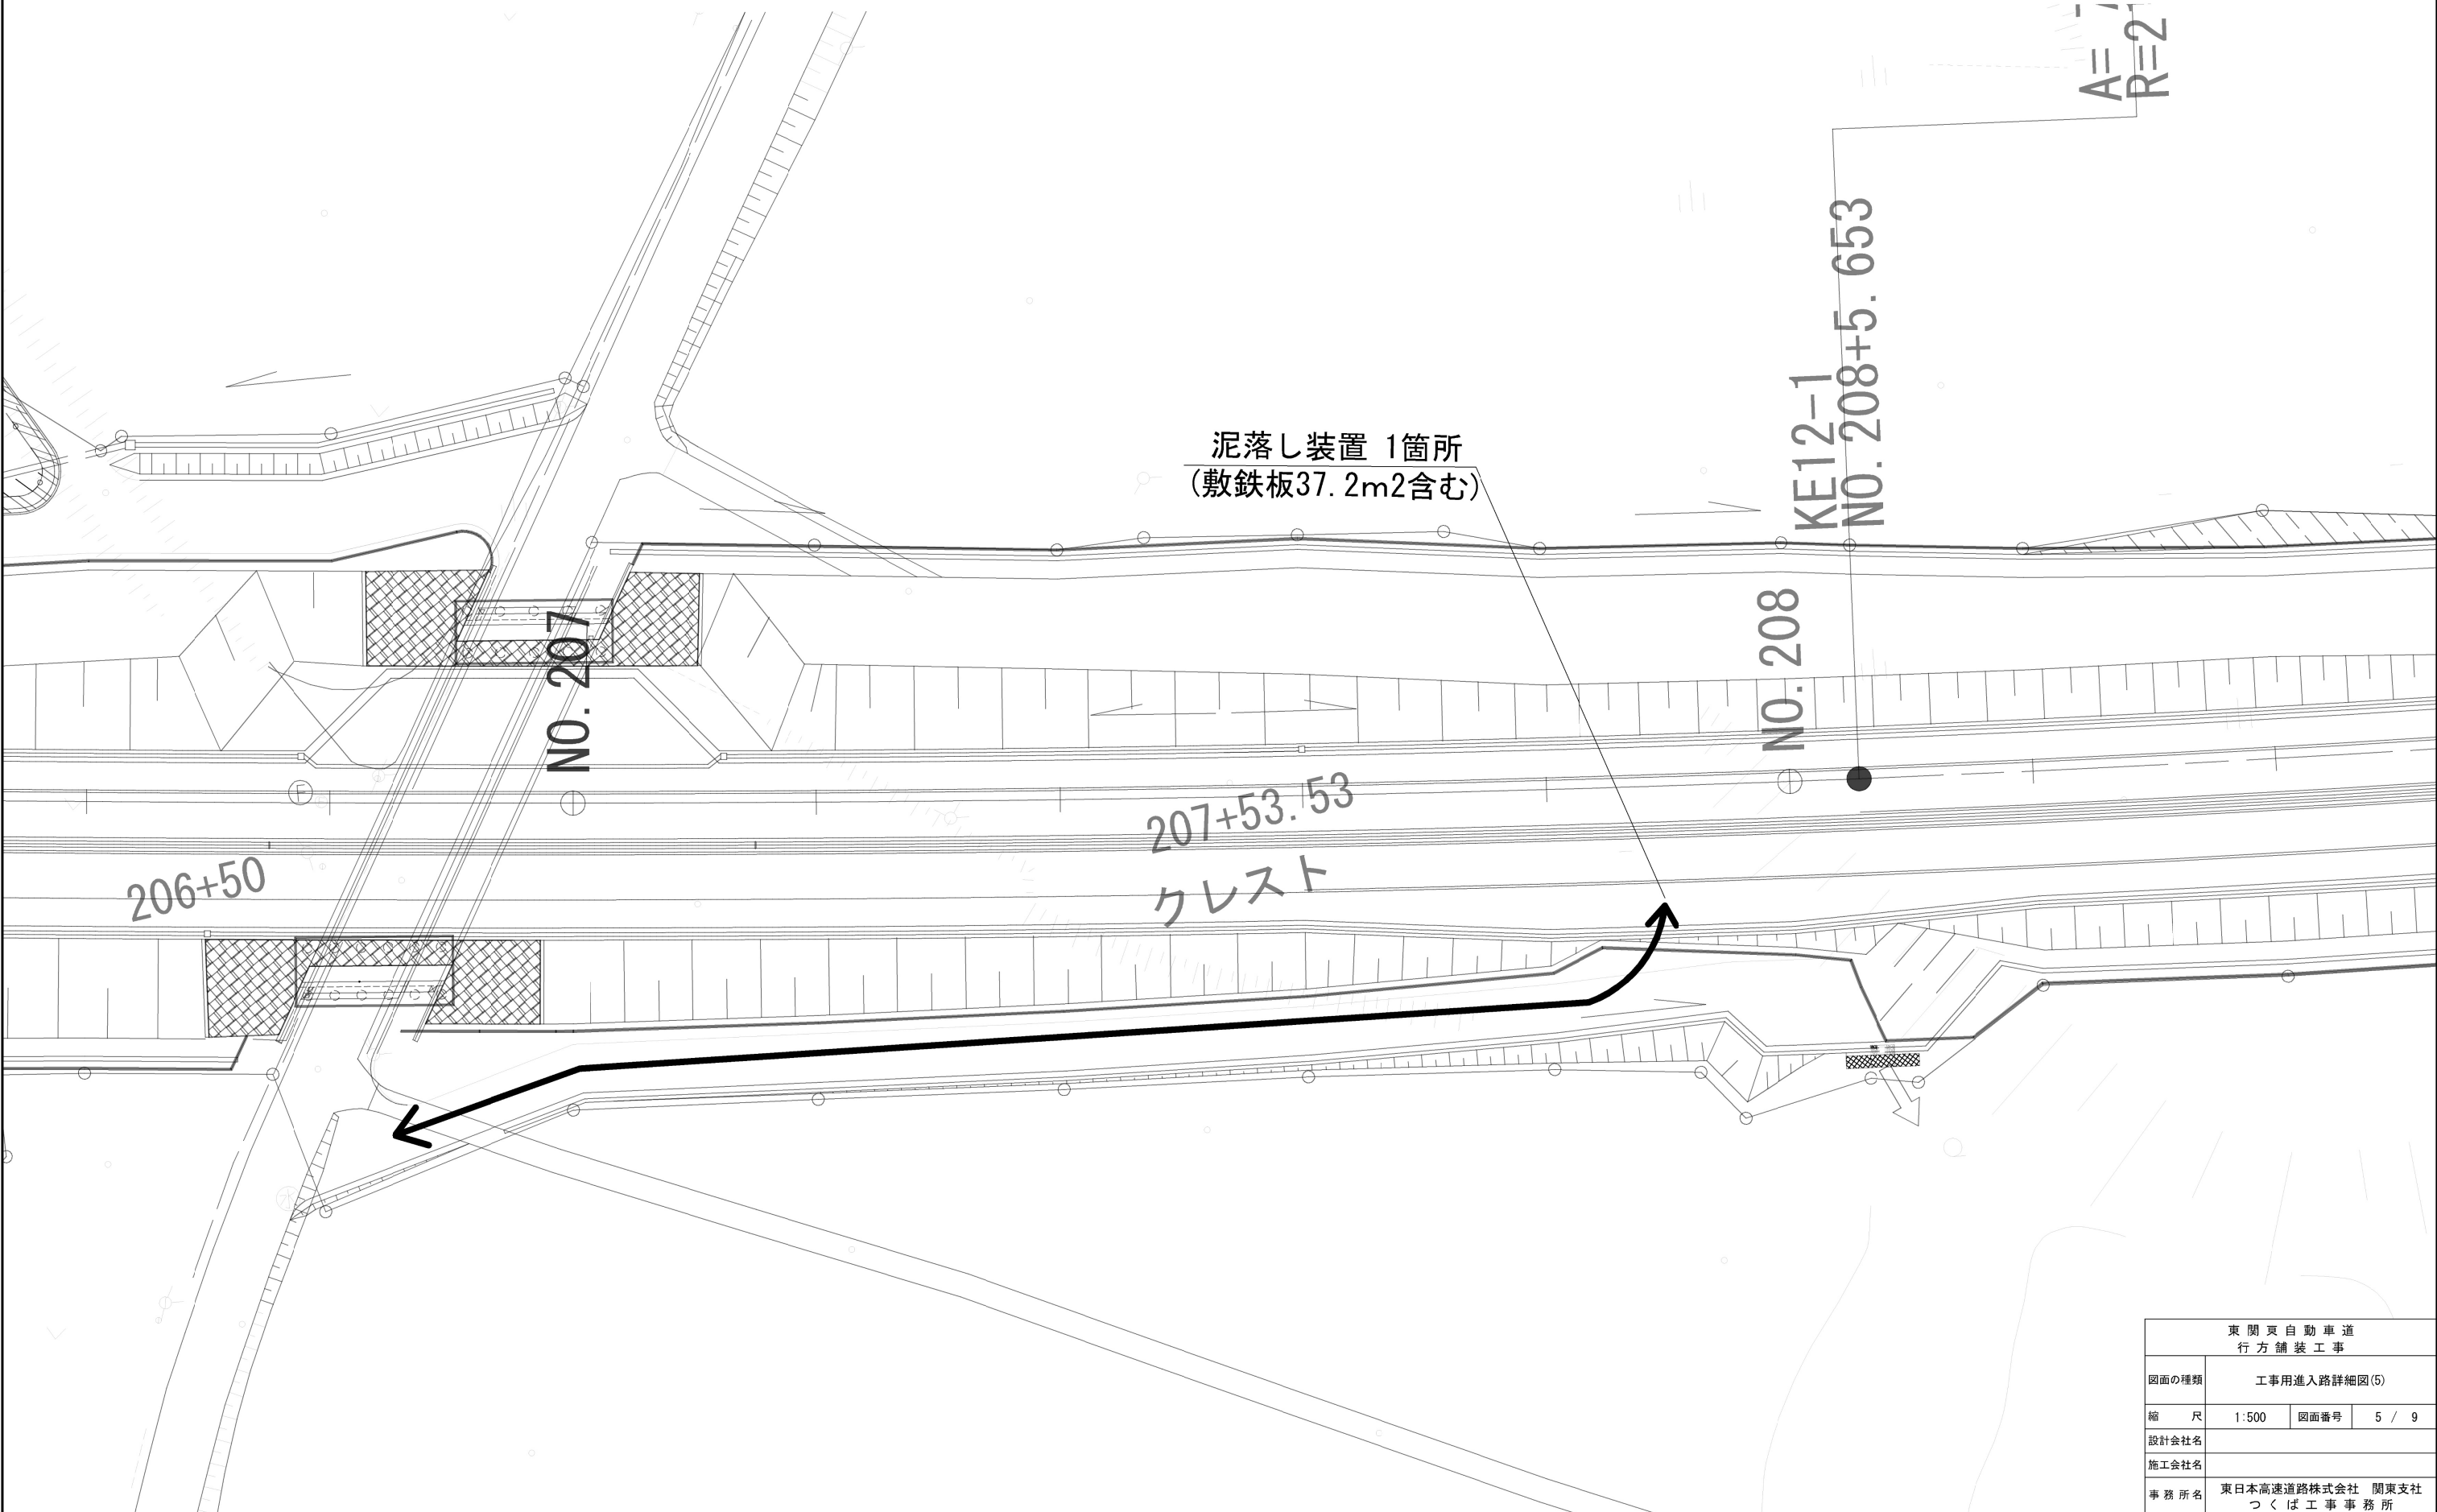 R=2
泥落し装置 1箇所
(敷鉄板37.2m2含む)
KE12-1
NO.208+5.653
NO.207
NO.208
207+53.53
クレスト
206+50
F
水
東関東自動車道
行方舗装工事
図面の種類 工事用進入路詳細図(5)
縮尺 1:500 図面番号 5 / 9
設計会社名
施工会社名
事務所名 東日本高速道路株式会社 関東支社
つくば工事事務所